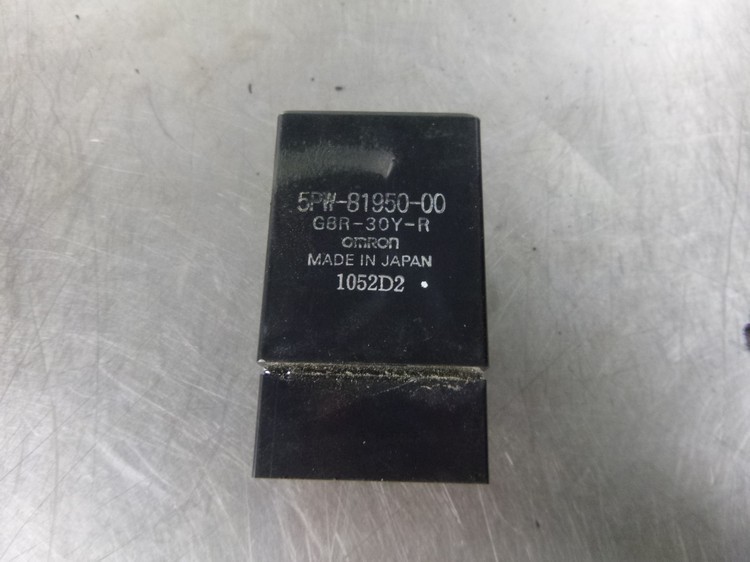 5PW-81950-00
G8R-30Y-R
OMRON
MADE IN JAPAN
1052D2